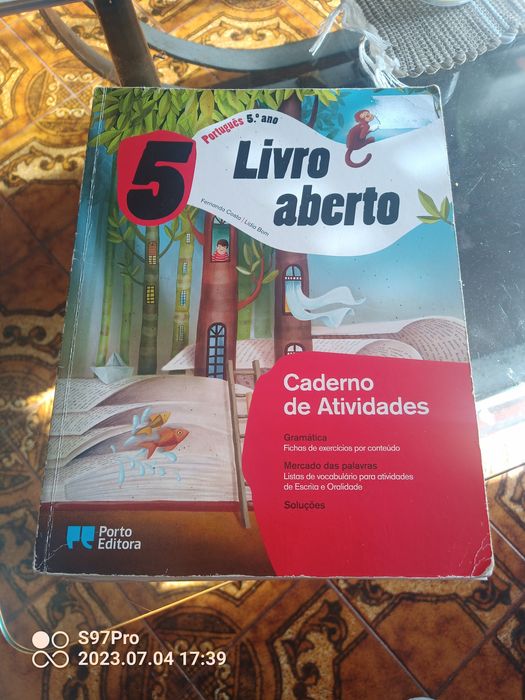 Português 5.º ano
5
Livro
aberto
Fernanda Costa / Lídia Bom
Caderno
de Atividades
Gramática
Fichas de exercícios por conteúdo
Mercado das palavras
Listas de vocabulário para atividades
de Escrita e Oralidade
Soluções
Porto
Editora
S97Pro
2023.07.04 17:39